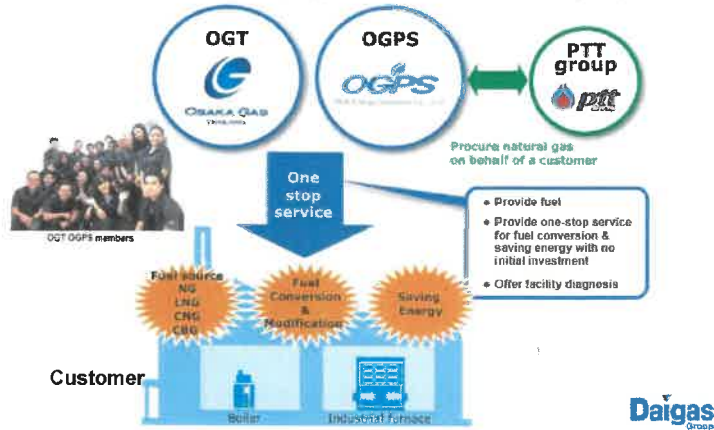 OGT
OSAKA GAS
OGPS
OGPS
PTT
group
ptt
Procure natural gas
on behalf of a customer
One
stop
service
• Provide fuel
• Provide one-stop service
for fuel conversion &
saving energy with no
initial investment
• Offer facility diagnosis
OGT OGPS members
Fuel source
NG
LNG
CNG
CBG
Fuel
Conversion
&
Modification
Saving
Energy
Customer
Boiler
Industrial furnace
Daigas
Group